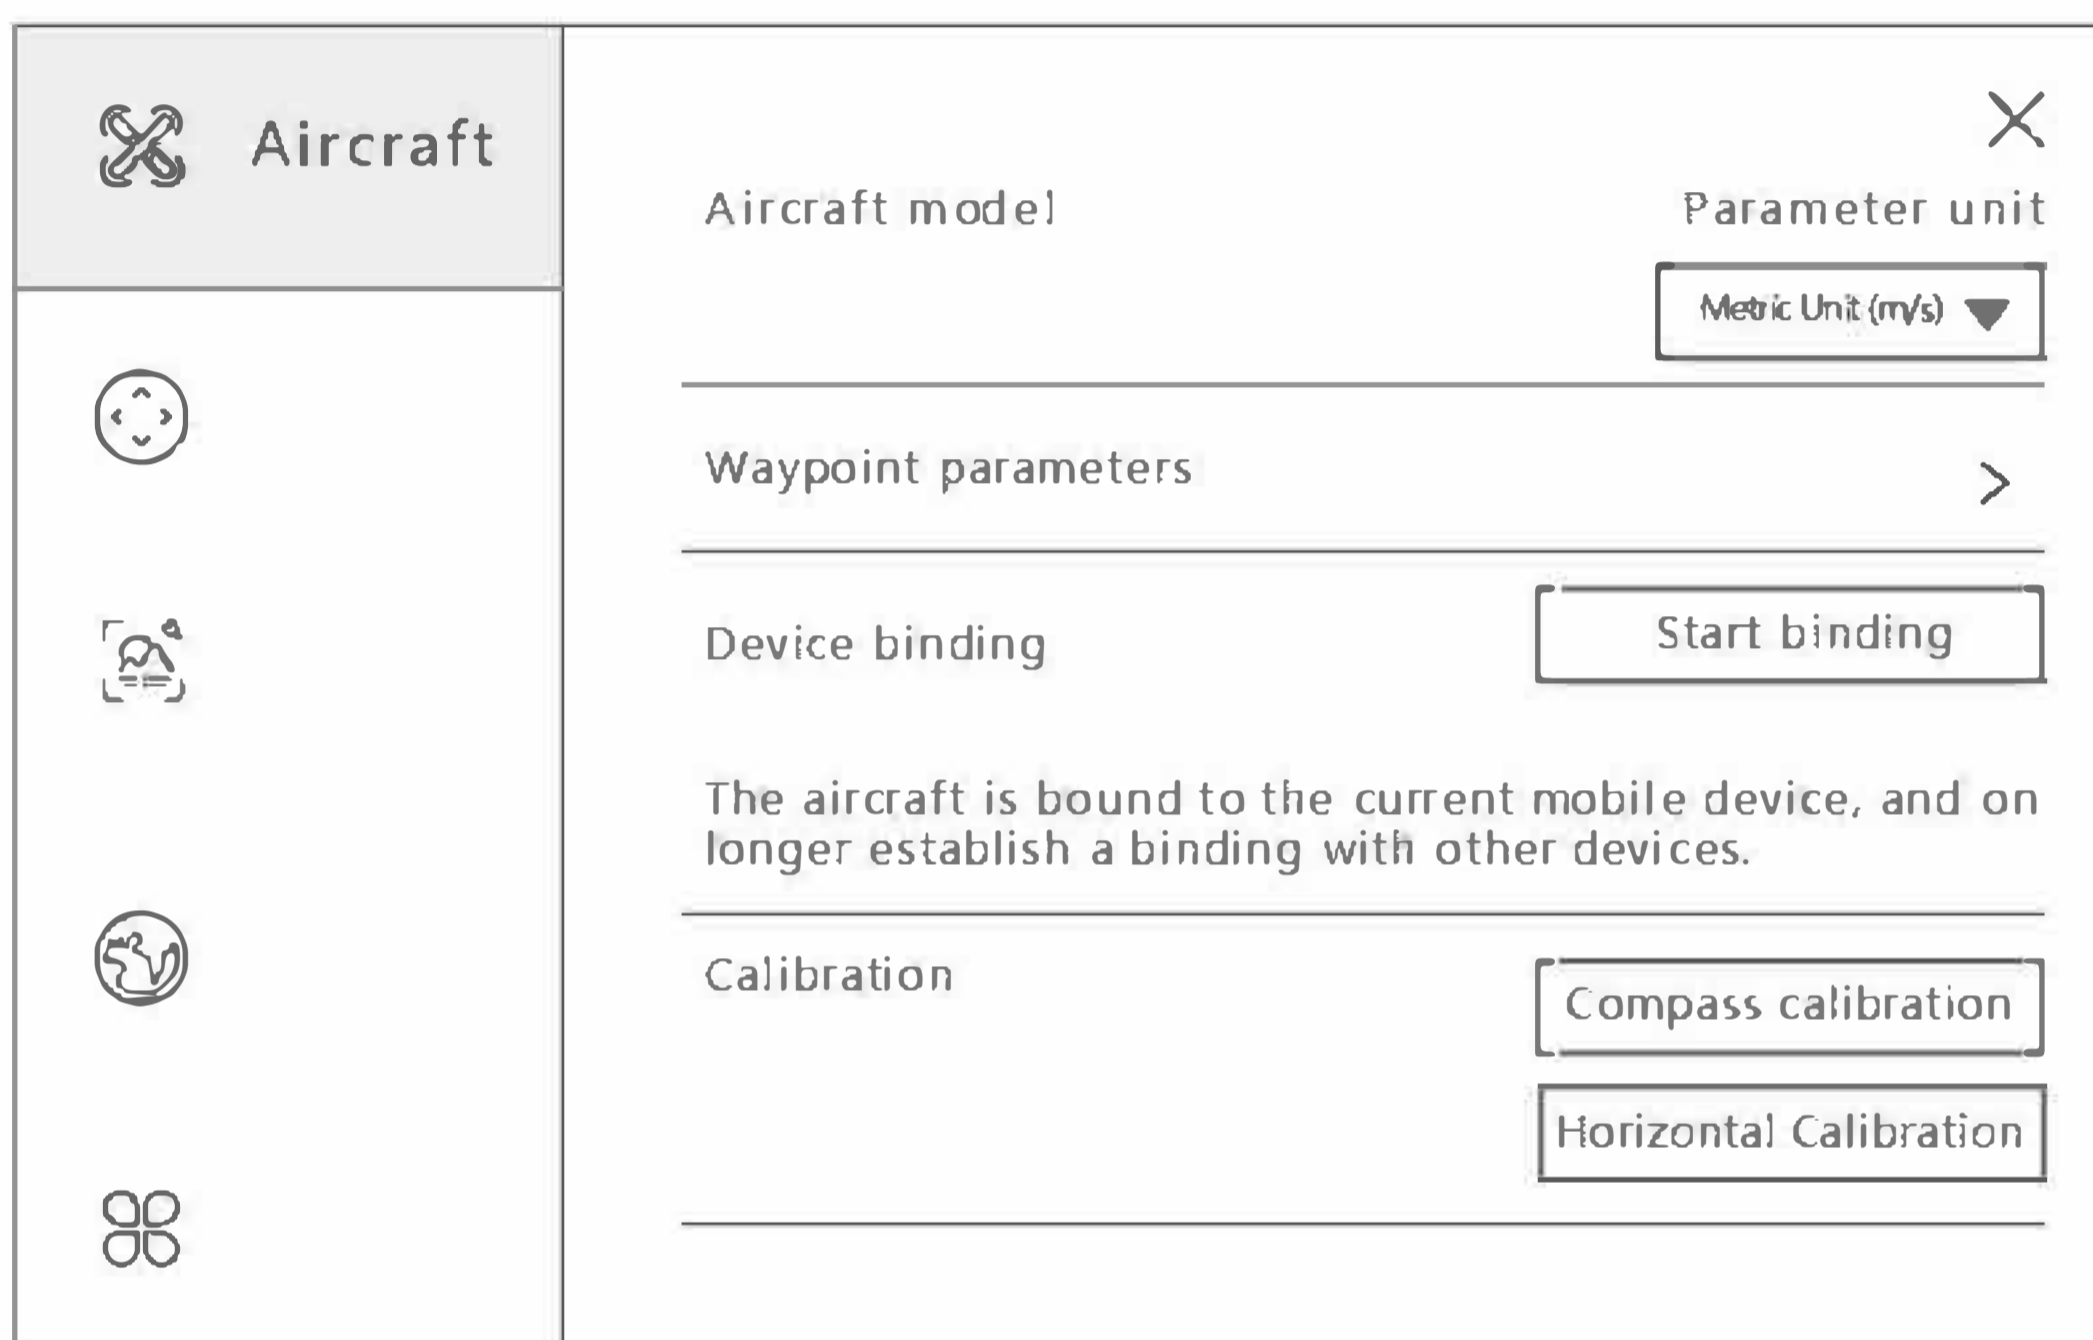 Aircraft
Aircraft model
Parameter unit
Metric Unit (m/s)
Waypoint parameters
Device binding
Start binding
The aircraft is bound to the current mobile device, and on
longer establish a binding with other devices.
Calibration
Compass calibration
Horizontal Calibration